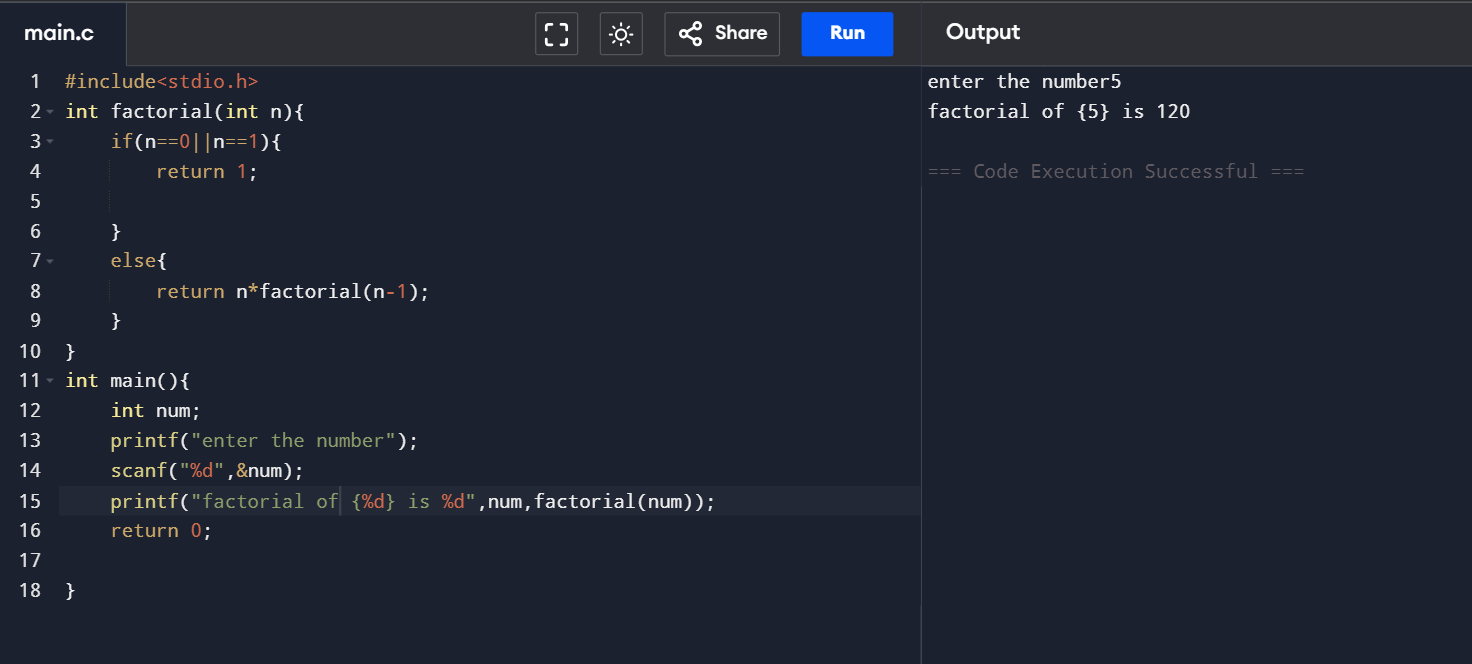 main.c
Share
Run
Output
1 #include<stdio.h>
2 int factorial(int n){
3     if(n==0||n==1){
4         return 1;
5
6     }
7     else{
8         return n*factorial(n-1);
9     }
10 }
11 int main(){
12     int num;
13     printf("enter the number");
14     scanf("%d",&num);
15     printf("factorial of {%d} is %d",num,factorial(num));
16     return 0;
17
18 }
enter the number5
factorial of {5} is 120
=== Code Execution Successful ===